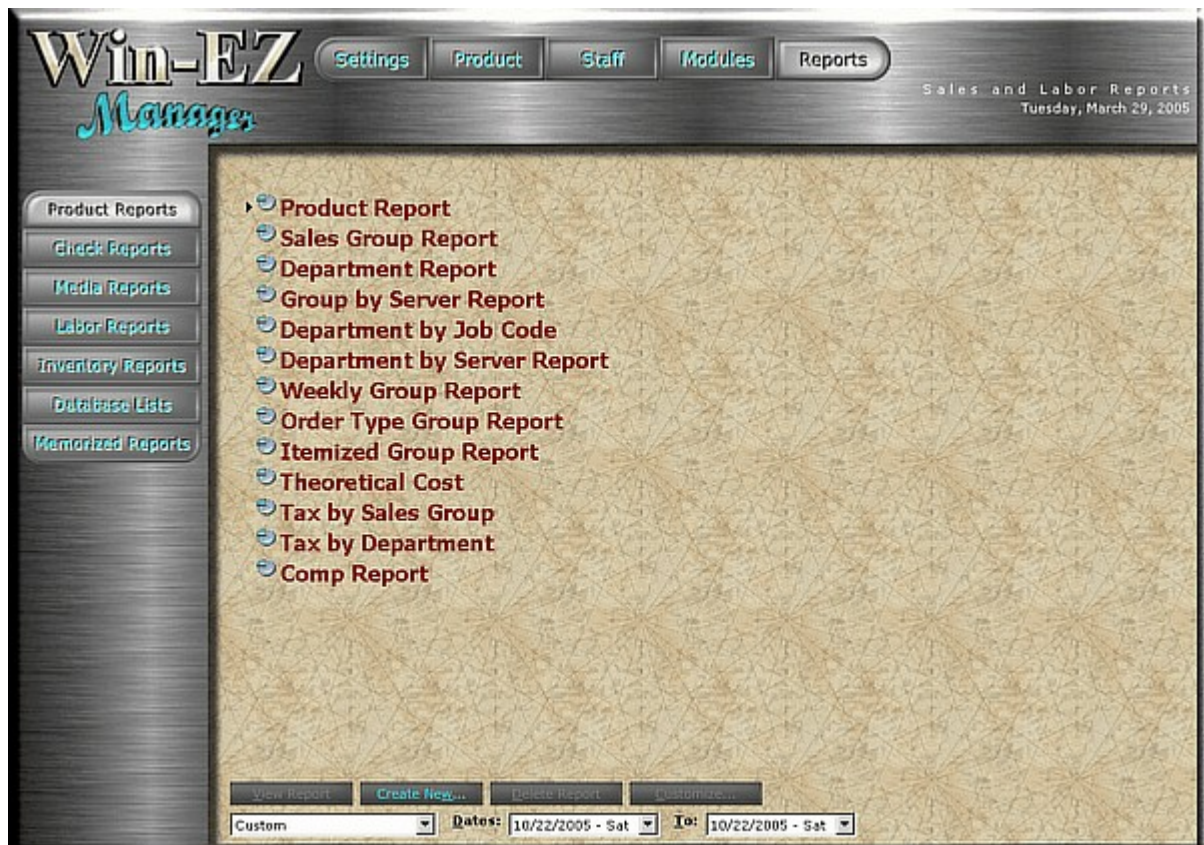 Win-EZ
Manager
Settings Product Staff Modules Reports
Sales and Labor Reports
Tuesday, March 29, 2005
Product Reports
Check Reports
Media Reports
Labor Reports
Inventory Reports
Database Lists
Memorized Reports
Product Report
Sales Group Report
Department Report
Group by Server Report
Department by Job Code
Department by Server Report
Weekly Group Report
Order Type Group Report
Itemized Group Report
Theoretical Cost
Tax by Sales Group
Tax by Department
Comp Report
View Report Create New... Delete Report Customize...
Custom Dates: 10/22/2005 - Sat To: 10/22/2005 - Sat